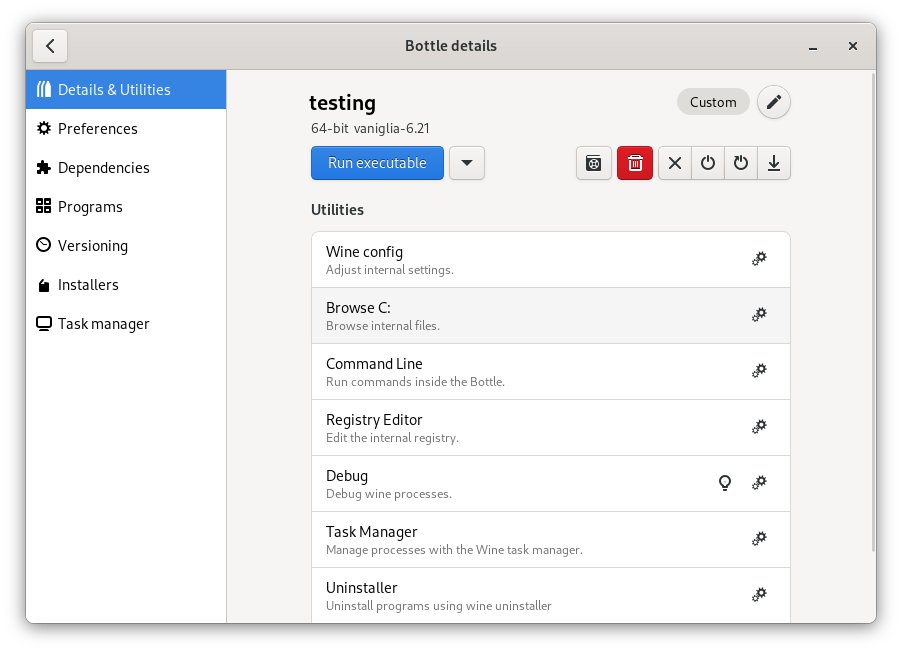 Bottle details
Details & Utilities
Preferences
Dependencies
Programs
Versioning
Installers
Task manager
testing
Custom
64-bit vaniglia-6.21
Run executable
Utilities
Wine config
Adjust internal settings.
Browse C:
Browse internal files.
Command Line
Run commands inside the Bottle.
Registry Editor
Edit the internal registry.
Debug
Debug wine processes.
Task Manager
Manage processes with the Wine task manager.
Uninstaller
Uninstall programs using wine uninstaller